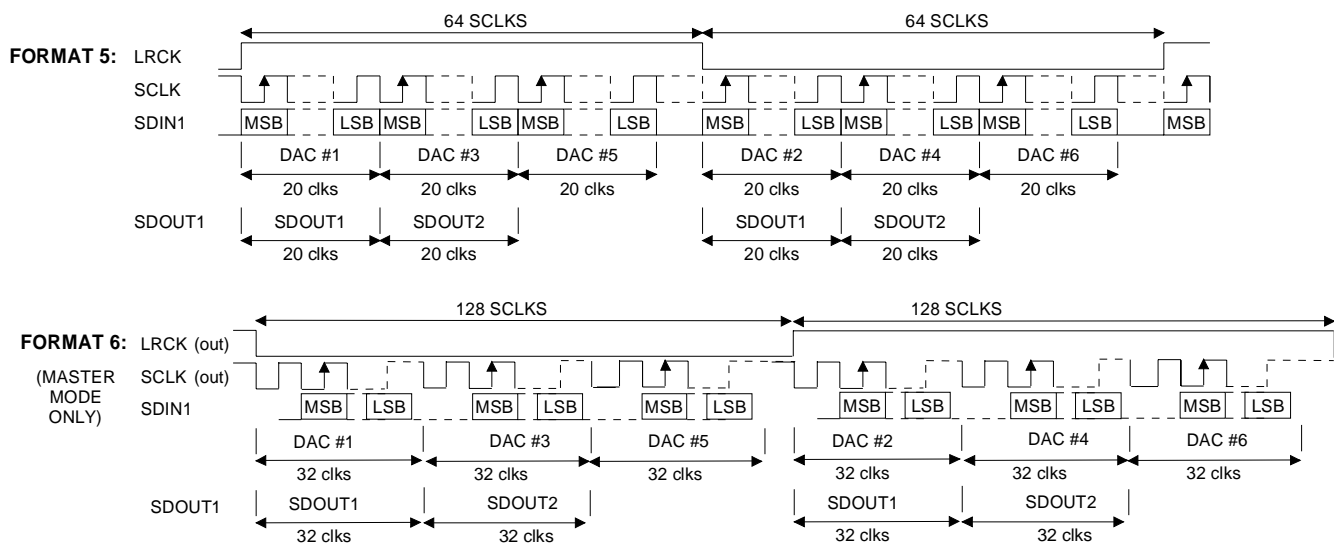 64 SCLKS 64 SCLKS
FORMAT 5: LRCK
SCLK
SDIN1 MSB LSB MSB LSB MSB LSB MSB LSB MSB LSB MSB LSB MSB
DAC #1 DAC #3 DAC #5 DAC #2 DAC #4 DAC #6
20 clks 20 clks 20 clks 20 clks 20 clks 20 clks
SDOUT1 SDOUT1 SDOUT2 SDOUT1 SDOUT2
20 clks 20 clks 20 clks 20 clks
128 SCLKS 128 SCLKS
FORMAT 6: LRCK (out)
(MASTER MODE ONLY) SCLK (out)
SDIN1 MSB LSB MSB LSB MSB LSB MSB LSB MSB LSB MSB LSB
DAC #1 DAC #3 DAC #5 DAC #2 DAC #4 DAC #6
32 clks 32 clks 32 clks 32 clks 32 clks 32 clks
SDOUT1 SDOUT1 SDOUT2 SDOUT1 SDOUT2
32 clks 32 clks 32 clks 32 clks